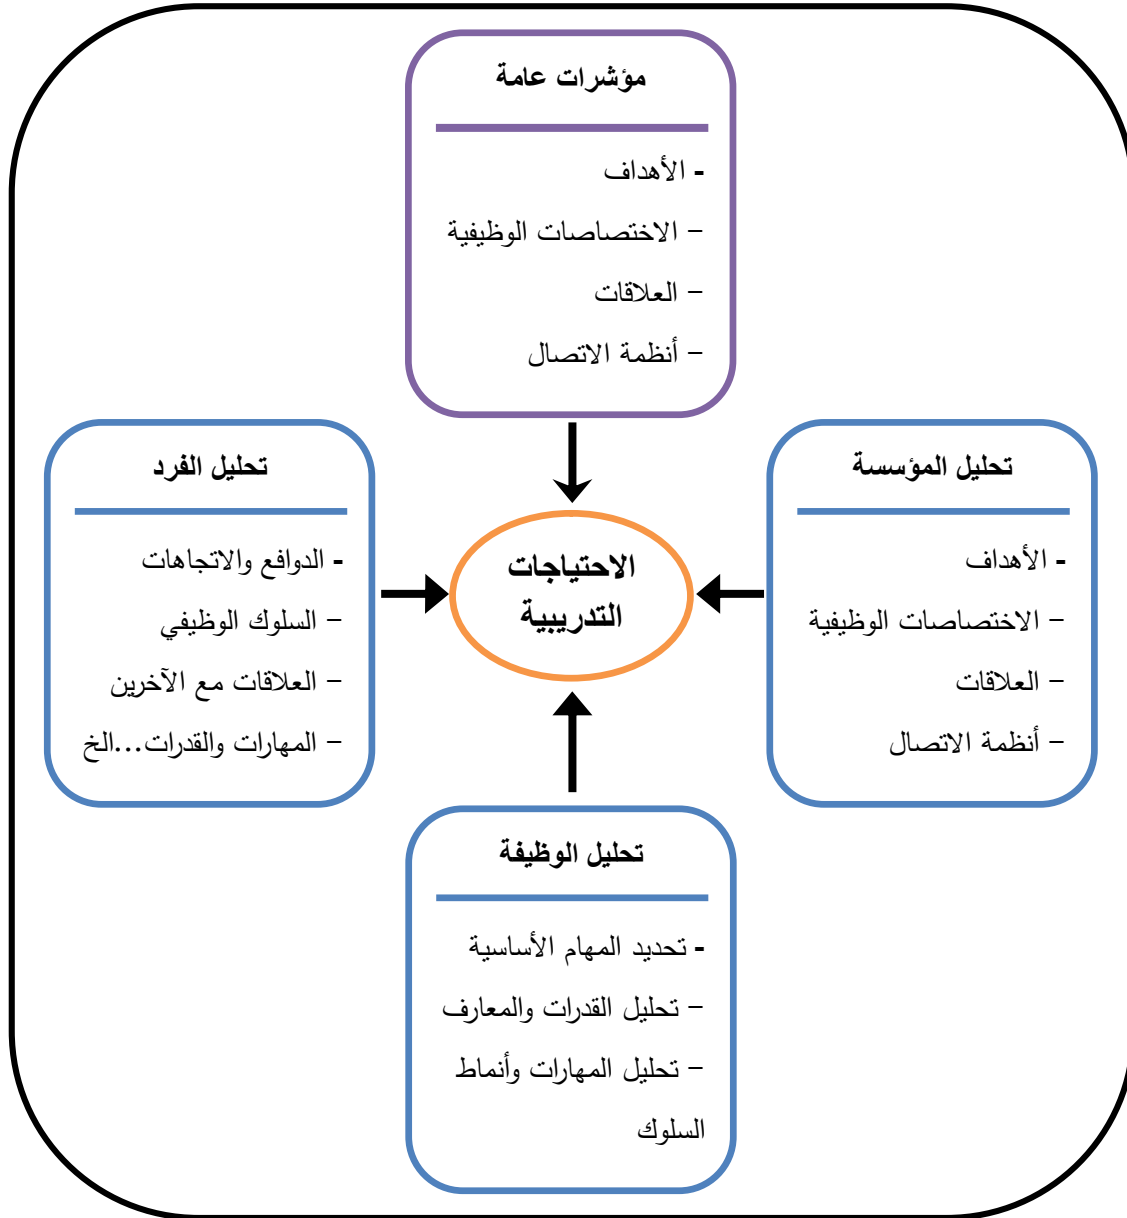 مؤشرات عامة
- الأهداف
- الاختصاصات الوظيفية
- العلاقات
- أنظمة الاتصال
تحليل المؤسسة
- الأهداف
- الاختصاصات الوظيفية
- العلاقات
- أنظمة الاتصال
الاحتياجات
التدريبية
تحليل الفرد
- الدوافع والاتجاهات
- السلوك الوظيفي
- العلاقات مع الآخرين
- المهارات والقدرات...الخ
تحليل الوظيفة
- تحديد المهام الأساسية
- تحليل القدرات والمعارف
- تحليل المهارات وأنماط
السلوك